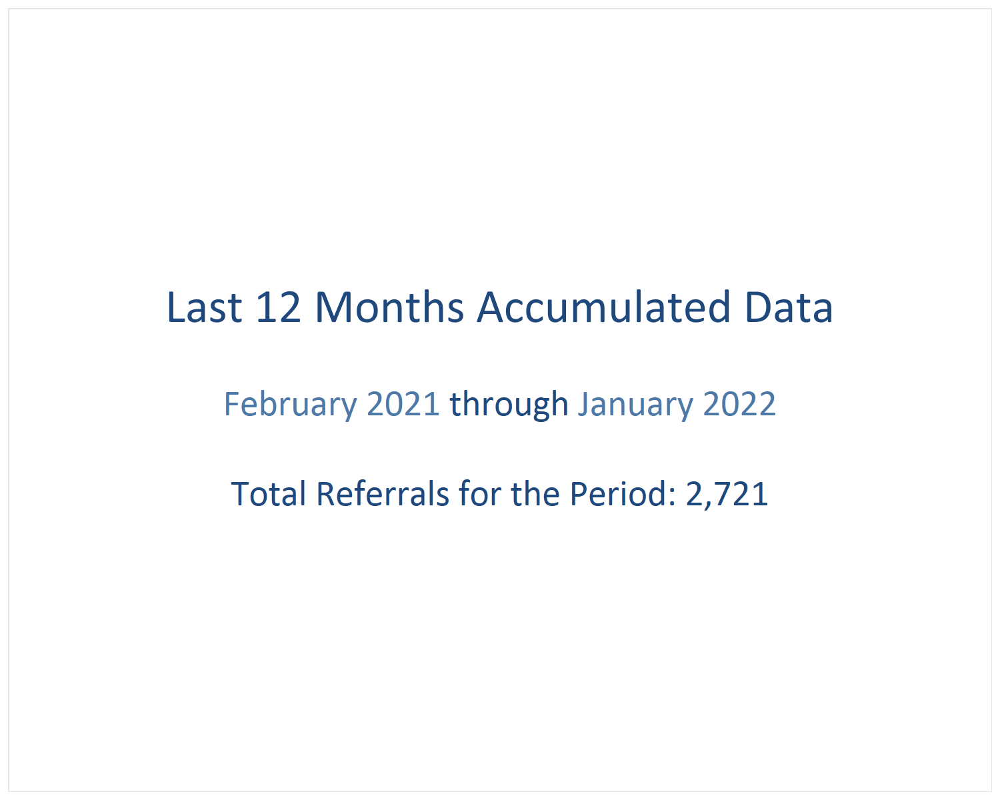 Last 12 Months Accumulated Data
February 2021 through January 2022
Total Referrals for the Period: 2,721